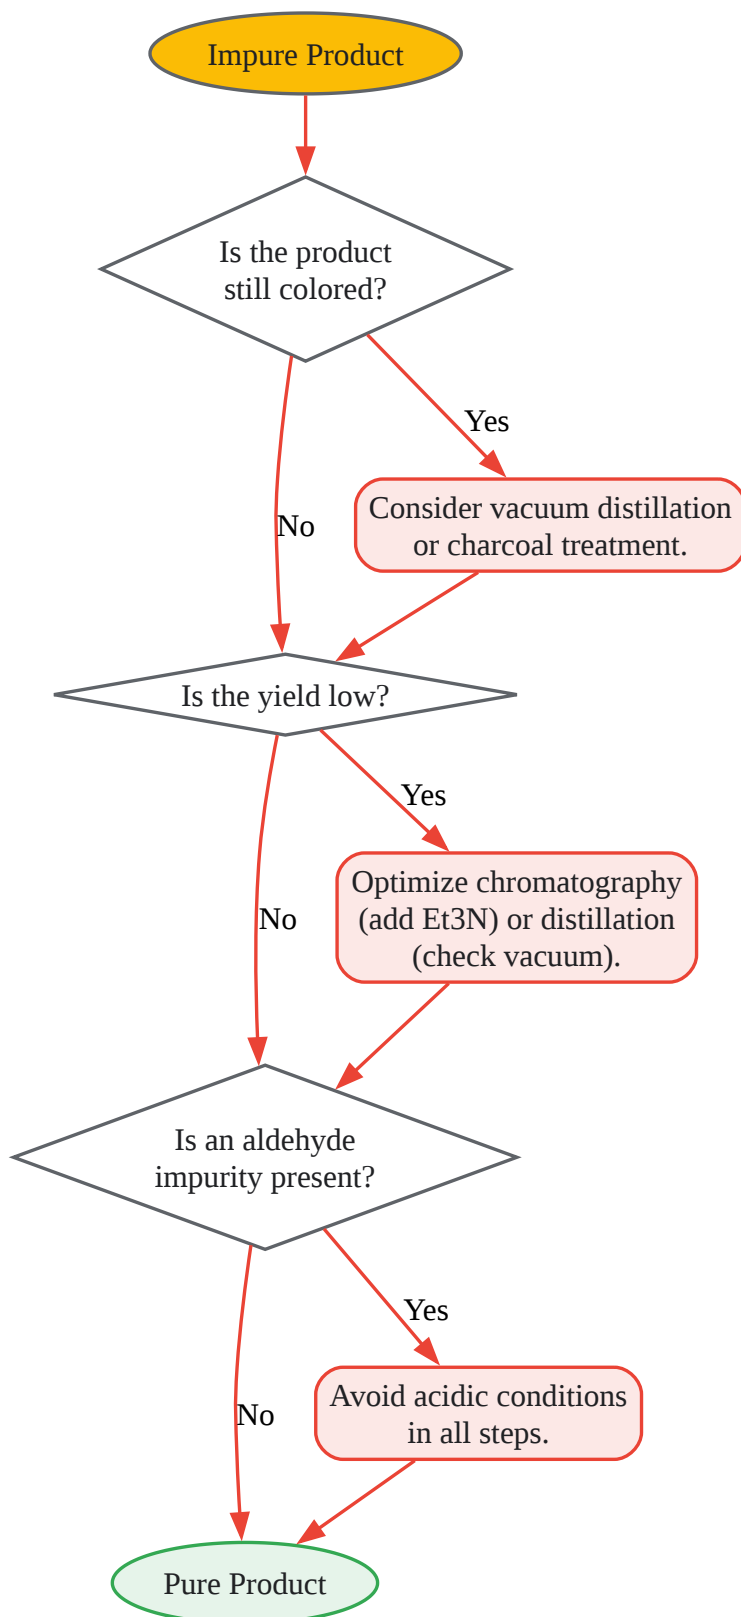 Impure Product
Is the product
still colored?
Yes
Consider vacuum distillation
or charcoal treatment.
No
Is the yield low?
Yes
Optimize chromatography
(add Et3N) or distillation
(check vacuum).
No
Is an aldehyde
impurity present?
Yes
Avoid acidic conditions
in all steps.
No
Pure Product